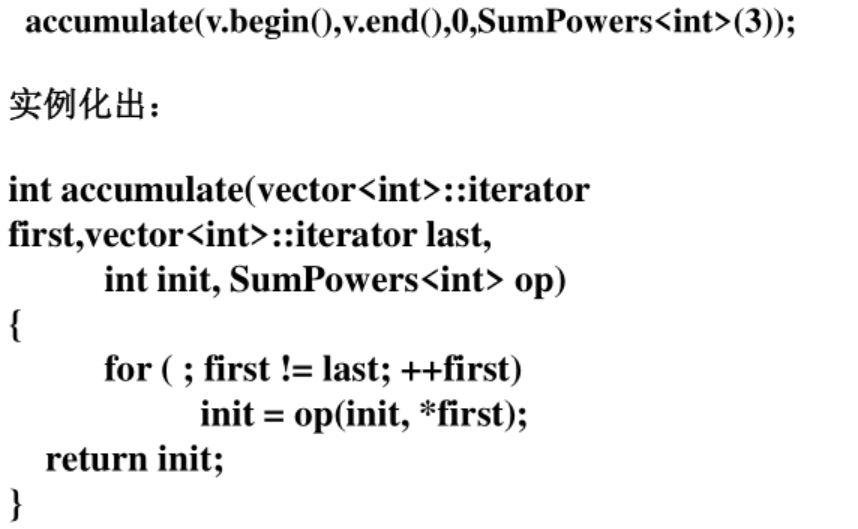 accumulate(v.begin(),v.end(),0,SumPowers<int>(3));
实例化出：
int accumulate(vector<int>::iterator
first,vector<int>::iterator last,
int init, SumPowers<int> op)
{
for ( ; first != last; ++first)
init = op(init, *first);
return init;
}